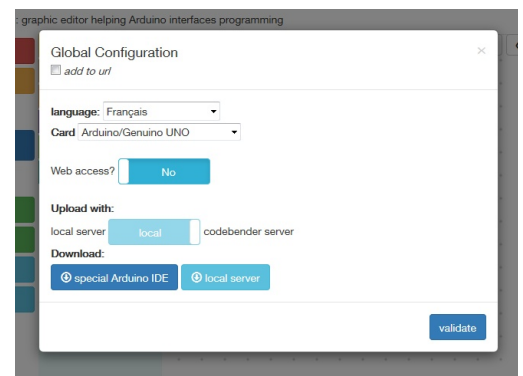 : graphic editor helping Arduino interfaces programming
Global Configuration ×
add to url
language: Français
Card Arduino/Genuino UNO
Web access? No
Upload with:
local server local codebender server
Download:
special Arduino IDE local server
validate